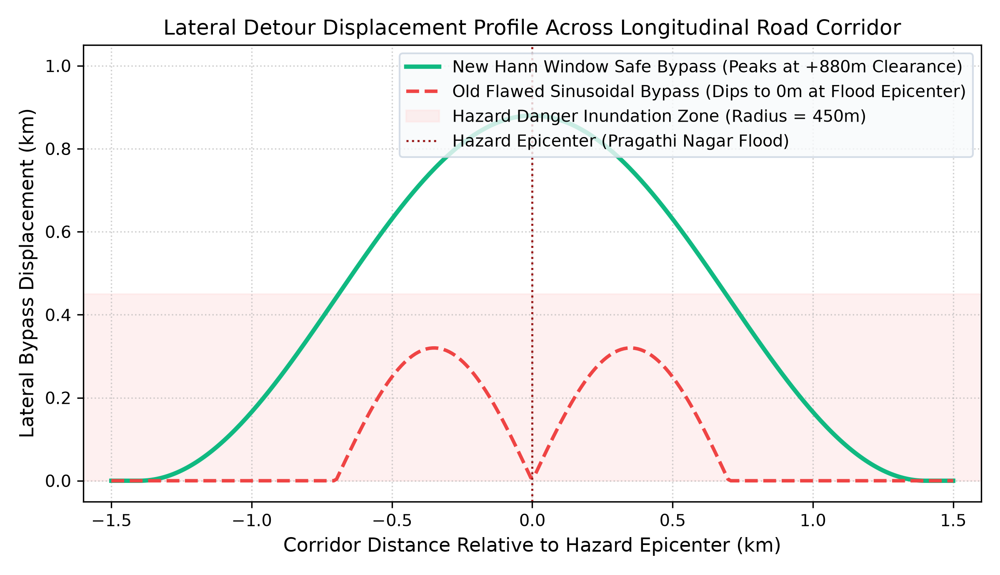 Lateral Detour Displacement Profile Across Longitudinal Road Corridor
New Hann Window Safe Bypass (Peaks at +880m Clearance)
Old Flawed Sinusoidal Bypass (Dips to 0m at Flood Epicenter)
Hazard Danger Inundation Zone (Radius = 450m)
Hazard Epicenter (Pragathi Nagar Flood)
Lateral Bypass Displacement (km)
1.0
0.8
0.6
0.4
0.2
0.0
−1.5 −1.0 −0.5 0.0 0.5 1.0 1.5
Corridor Distance Relative to Hazard Epicenter (km)